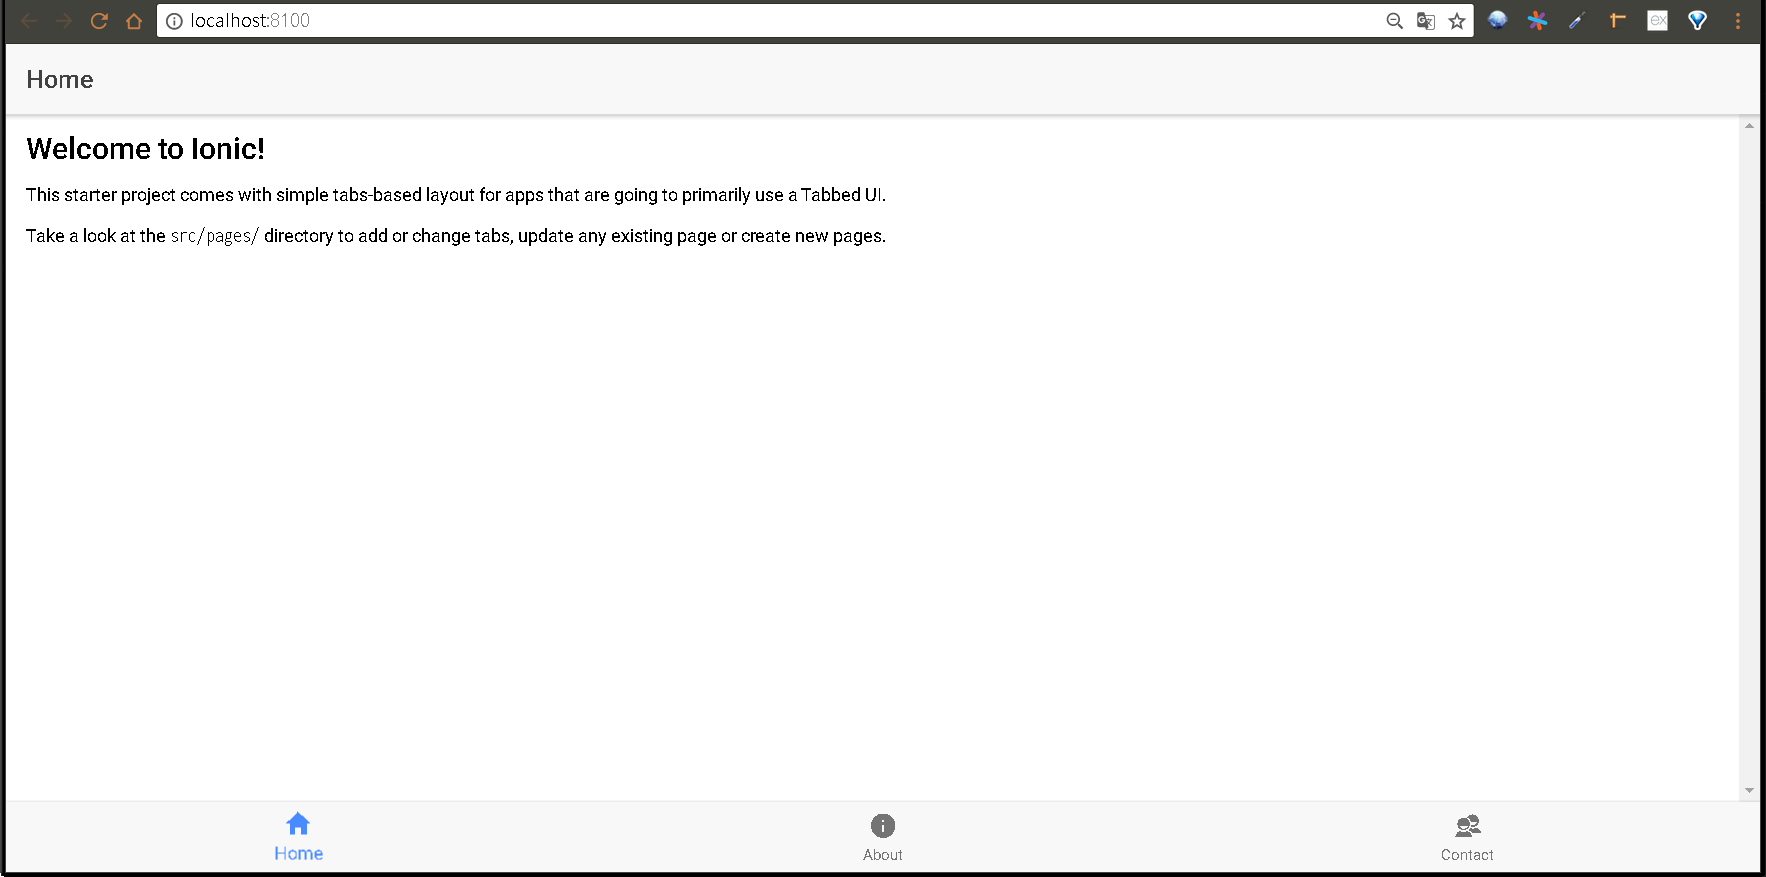 localhost:8100
ex
Home
Welcome to Ionic!
This starter project comes with simple tabs-based layout for apps that are going to primarily use a Tabbed UI.
Take a look at the src/pages/ directory to add or change tabs, update any existing page or create new pages.
Home
About
Contact